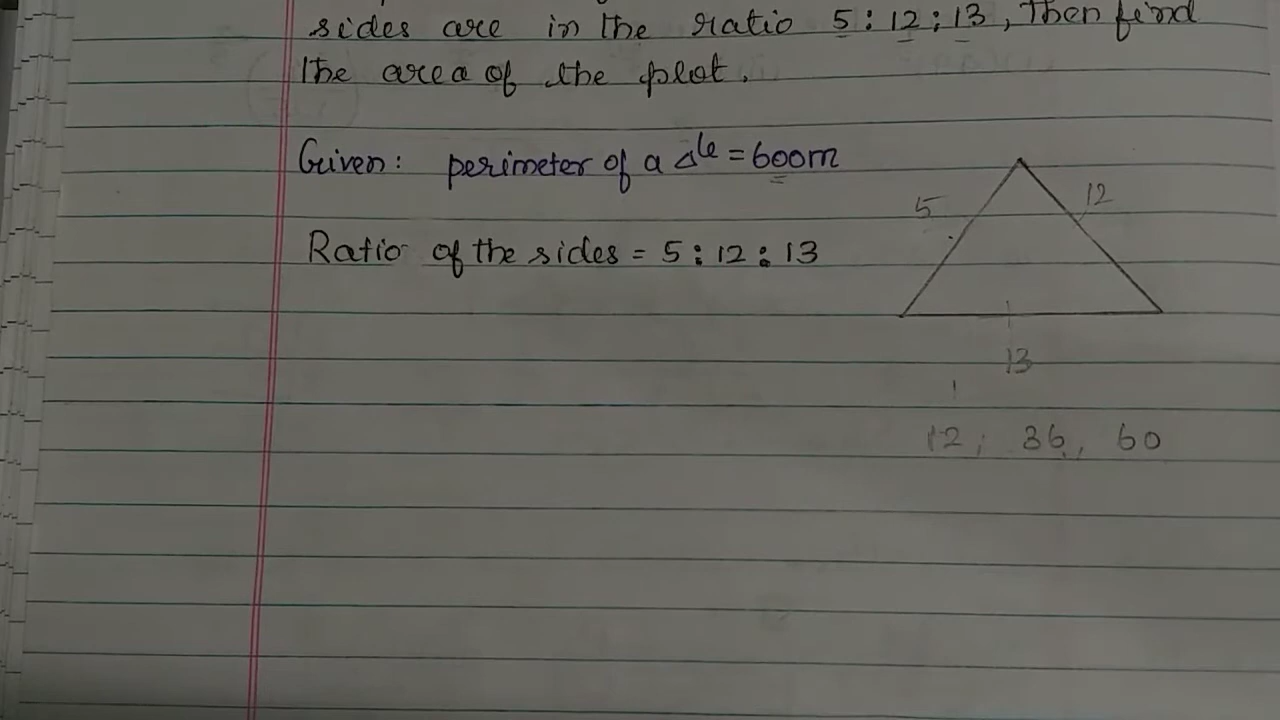 sides are in the ratio 5 : 12 : 13, Then find
the area of the plot.
Given: perimeter of a Δle = 600m
Ratio of the sides = 5 : 12 : 13
5
12
13
12, 36, 60